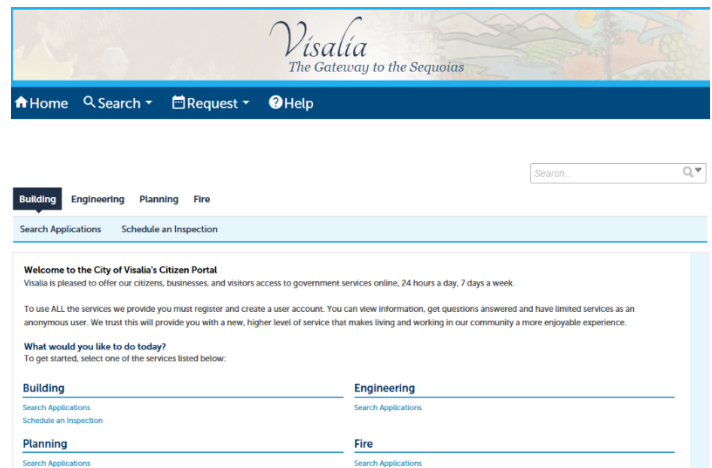 Visalia
The Gateway to the Sequoias
Home Search Request Help
Search...
Building Engineering Planning Fire
Search Applications Schedule an Inspection
Welcome to the City of Visalia's Citizen Portal
Visalia is pleased to offer our citizens, businesses, and visitors access to government services online, 24 hours a day, 7 days a week.
To use ALL the services we provide you must register and create a user account. You can view information, get questions answered and have limited services as an
anonymous user. We trust this will provide you with a new, higher level of service that makes living and working in our community a more enjoyable experience.
What would you like to do today?
To get started, select one of the services listed below:
Building Engineering
Search Applications Search Applications
Schedule an Inspection
Planning Fire
Search Applications Search Applications